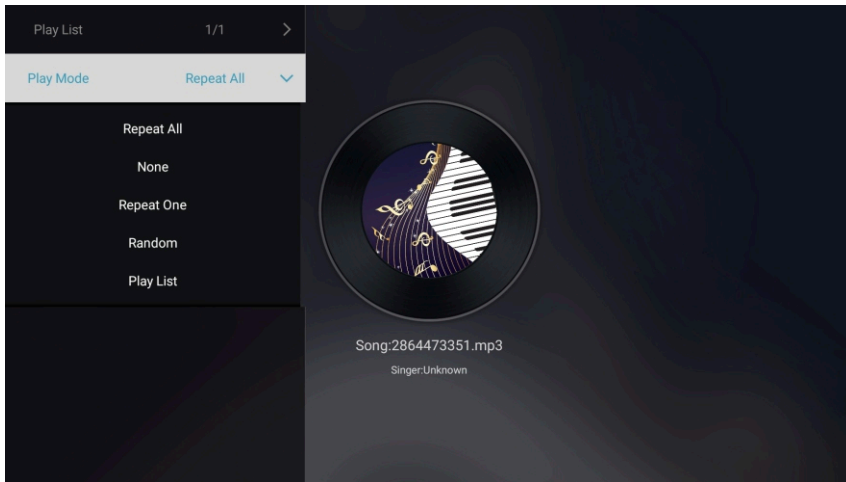 Play List 1/1
Play Mode Repeat All
Repeat All
None
Repeat One
Random
Play List
Song:2864473351.mp3
Singer:Unknown